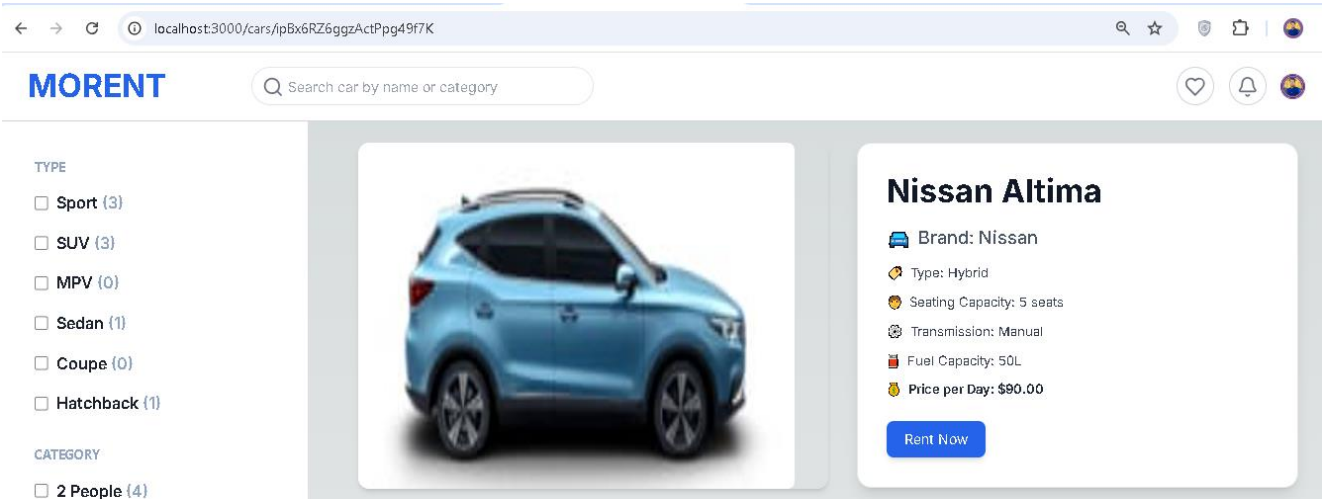 localhost:3000/cars/ipBx6RZ6ggzActPpg49f7K
MORENT
Search car by name or category
TYPE
Sport (3)
SUV (3)
MPV (0)
Sedan (1)
Coupe (0)
Hatchback (1)
CATEGORY
2 People (4)
Nissan Altima
Brand: Nissan
Type: Hybrid
Seating Capacity: 5 seats
Transmission: Manual
Fuel Capacity: 50L
Price per Day: $90.00
Rent Now